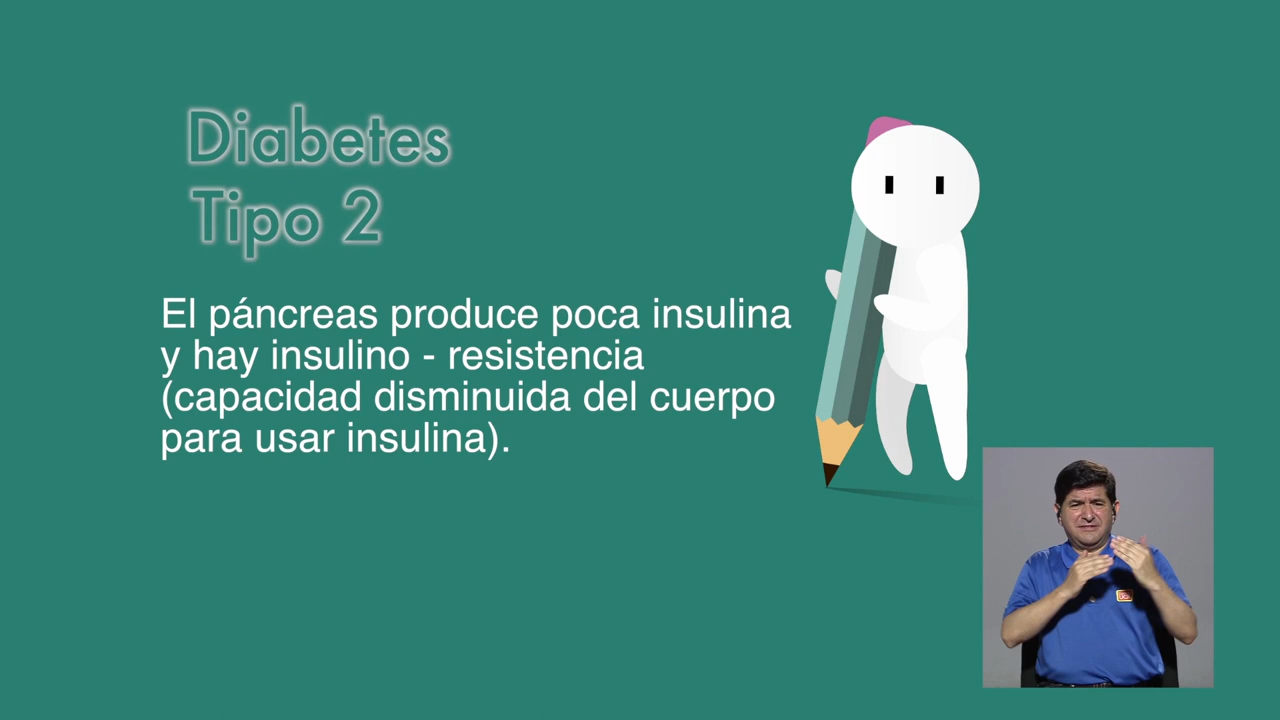 Diabetes
Tipo 2
El páncreas produce poca insulina
y hay insulino - resistencia
(capacidad disminuida del cuerpo
para usar insulina).